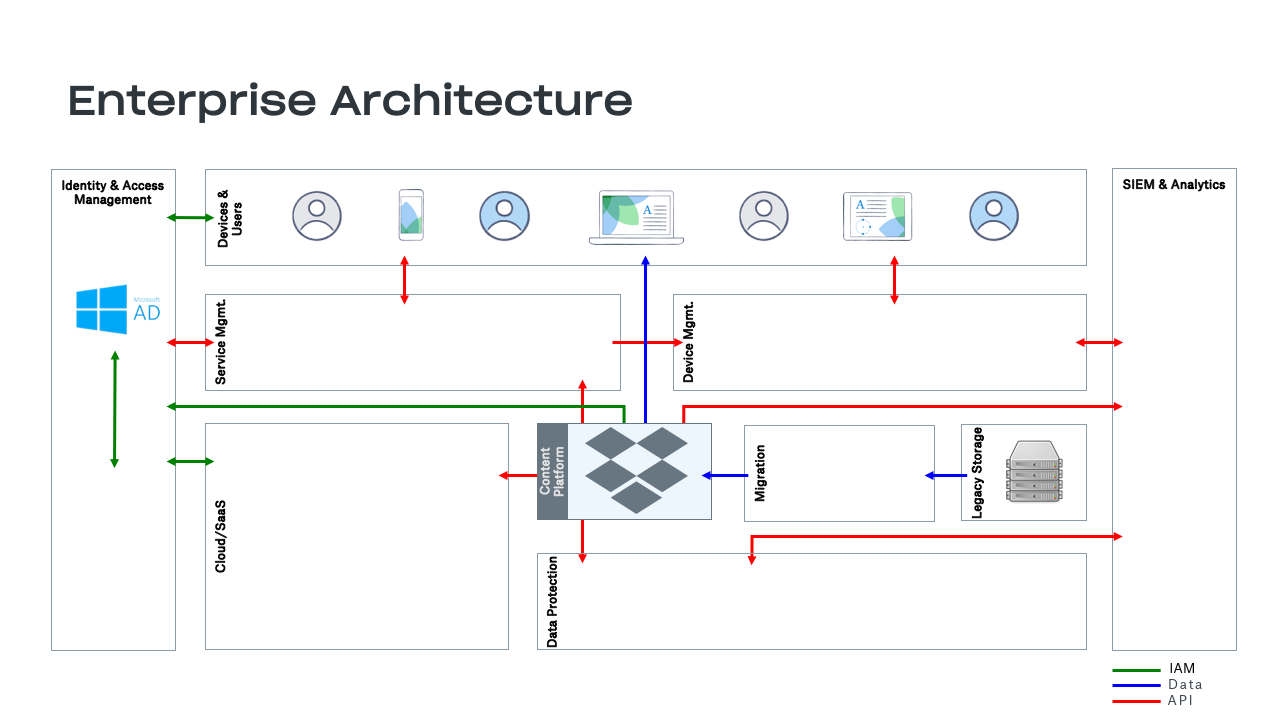 Enterprise Architecture
Identity & Access
Management
Devices &
Users
A
A
SIEM & Analytics
Microsoft
AD
Service Mgmt.
Device Mgmt.
Cloud/SaaS
Content
Platform
Migration
Legacy Storage
Data Protection
IAM
Data
API